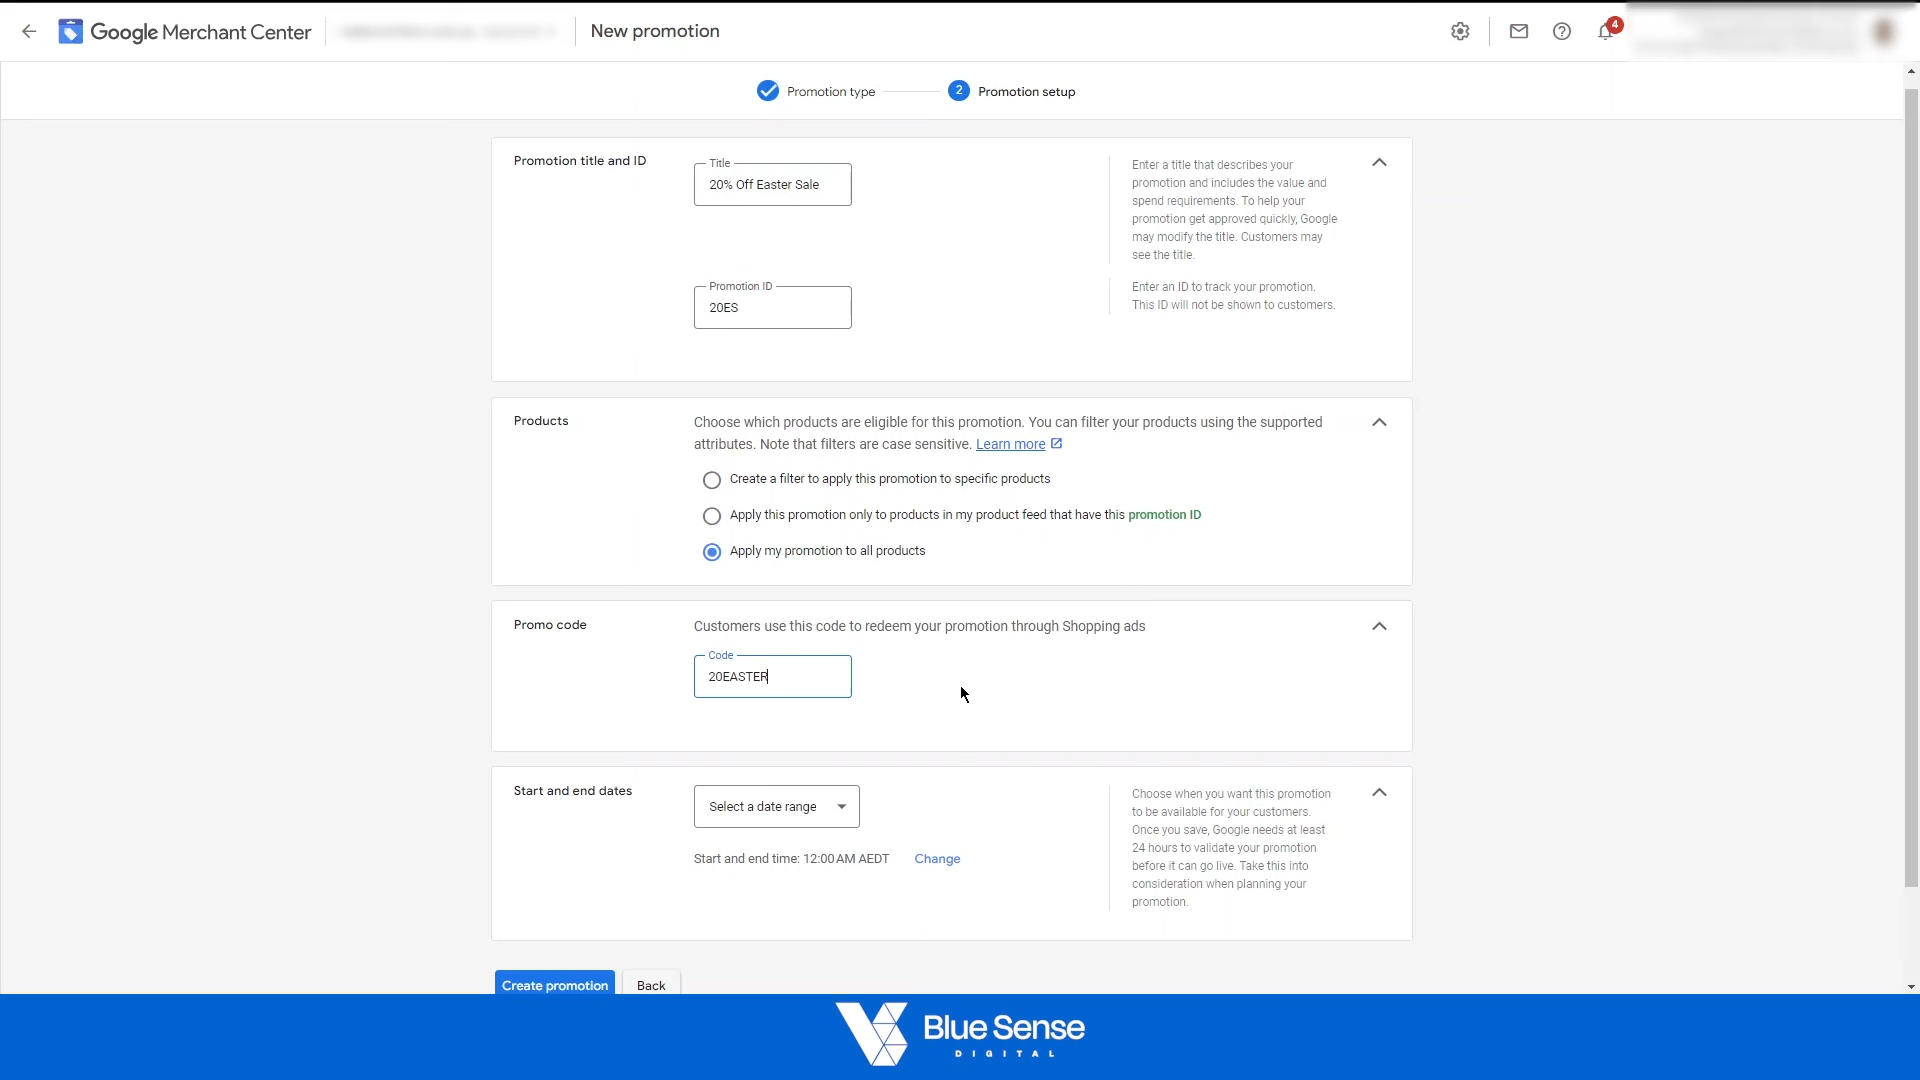 Google Merchant Center
New promotion
4
Promotion type
2
Promotion setup
Promotion title and ID
Title
20% Off Easter Sale
Enter a title that describes your
promotion and includes the value and
spend requirements. To help your
promotion get approved quickly, Google
may modify the title. Customers may
see the title.
Promotion ID
20ES
Enter an ID to track your promotion.
This ID will not be shown to customers.
Products
Choose which products are eligible for this promotion. You can filter your products using the supported
attributes. Note that filters are case sensitive. Learn more
Create a filter to apply this promotion to specific products
Apply this promotion only to products in my product feed that have this promotion ID
Apply my promotion to all products
Promo code
Customers use this code to redeem your promotion through Shopping ads
Code
20EASTER
Start and end dates
Select a date range
Start and end time: 12:00 AM AEDT
Change
Choose when you want this promotion
to be available for your customers.
Once you save, Google needs at least
24 hours to validate your promotion
before it can go live. Take this into
consideration when planning your
promotion.
Create promotion
Back
Blue Sense
DIGITAL